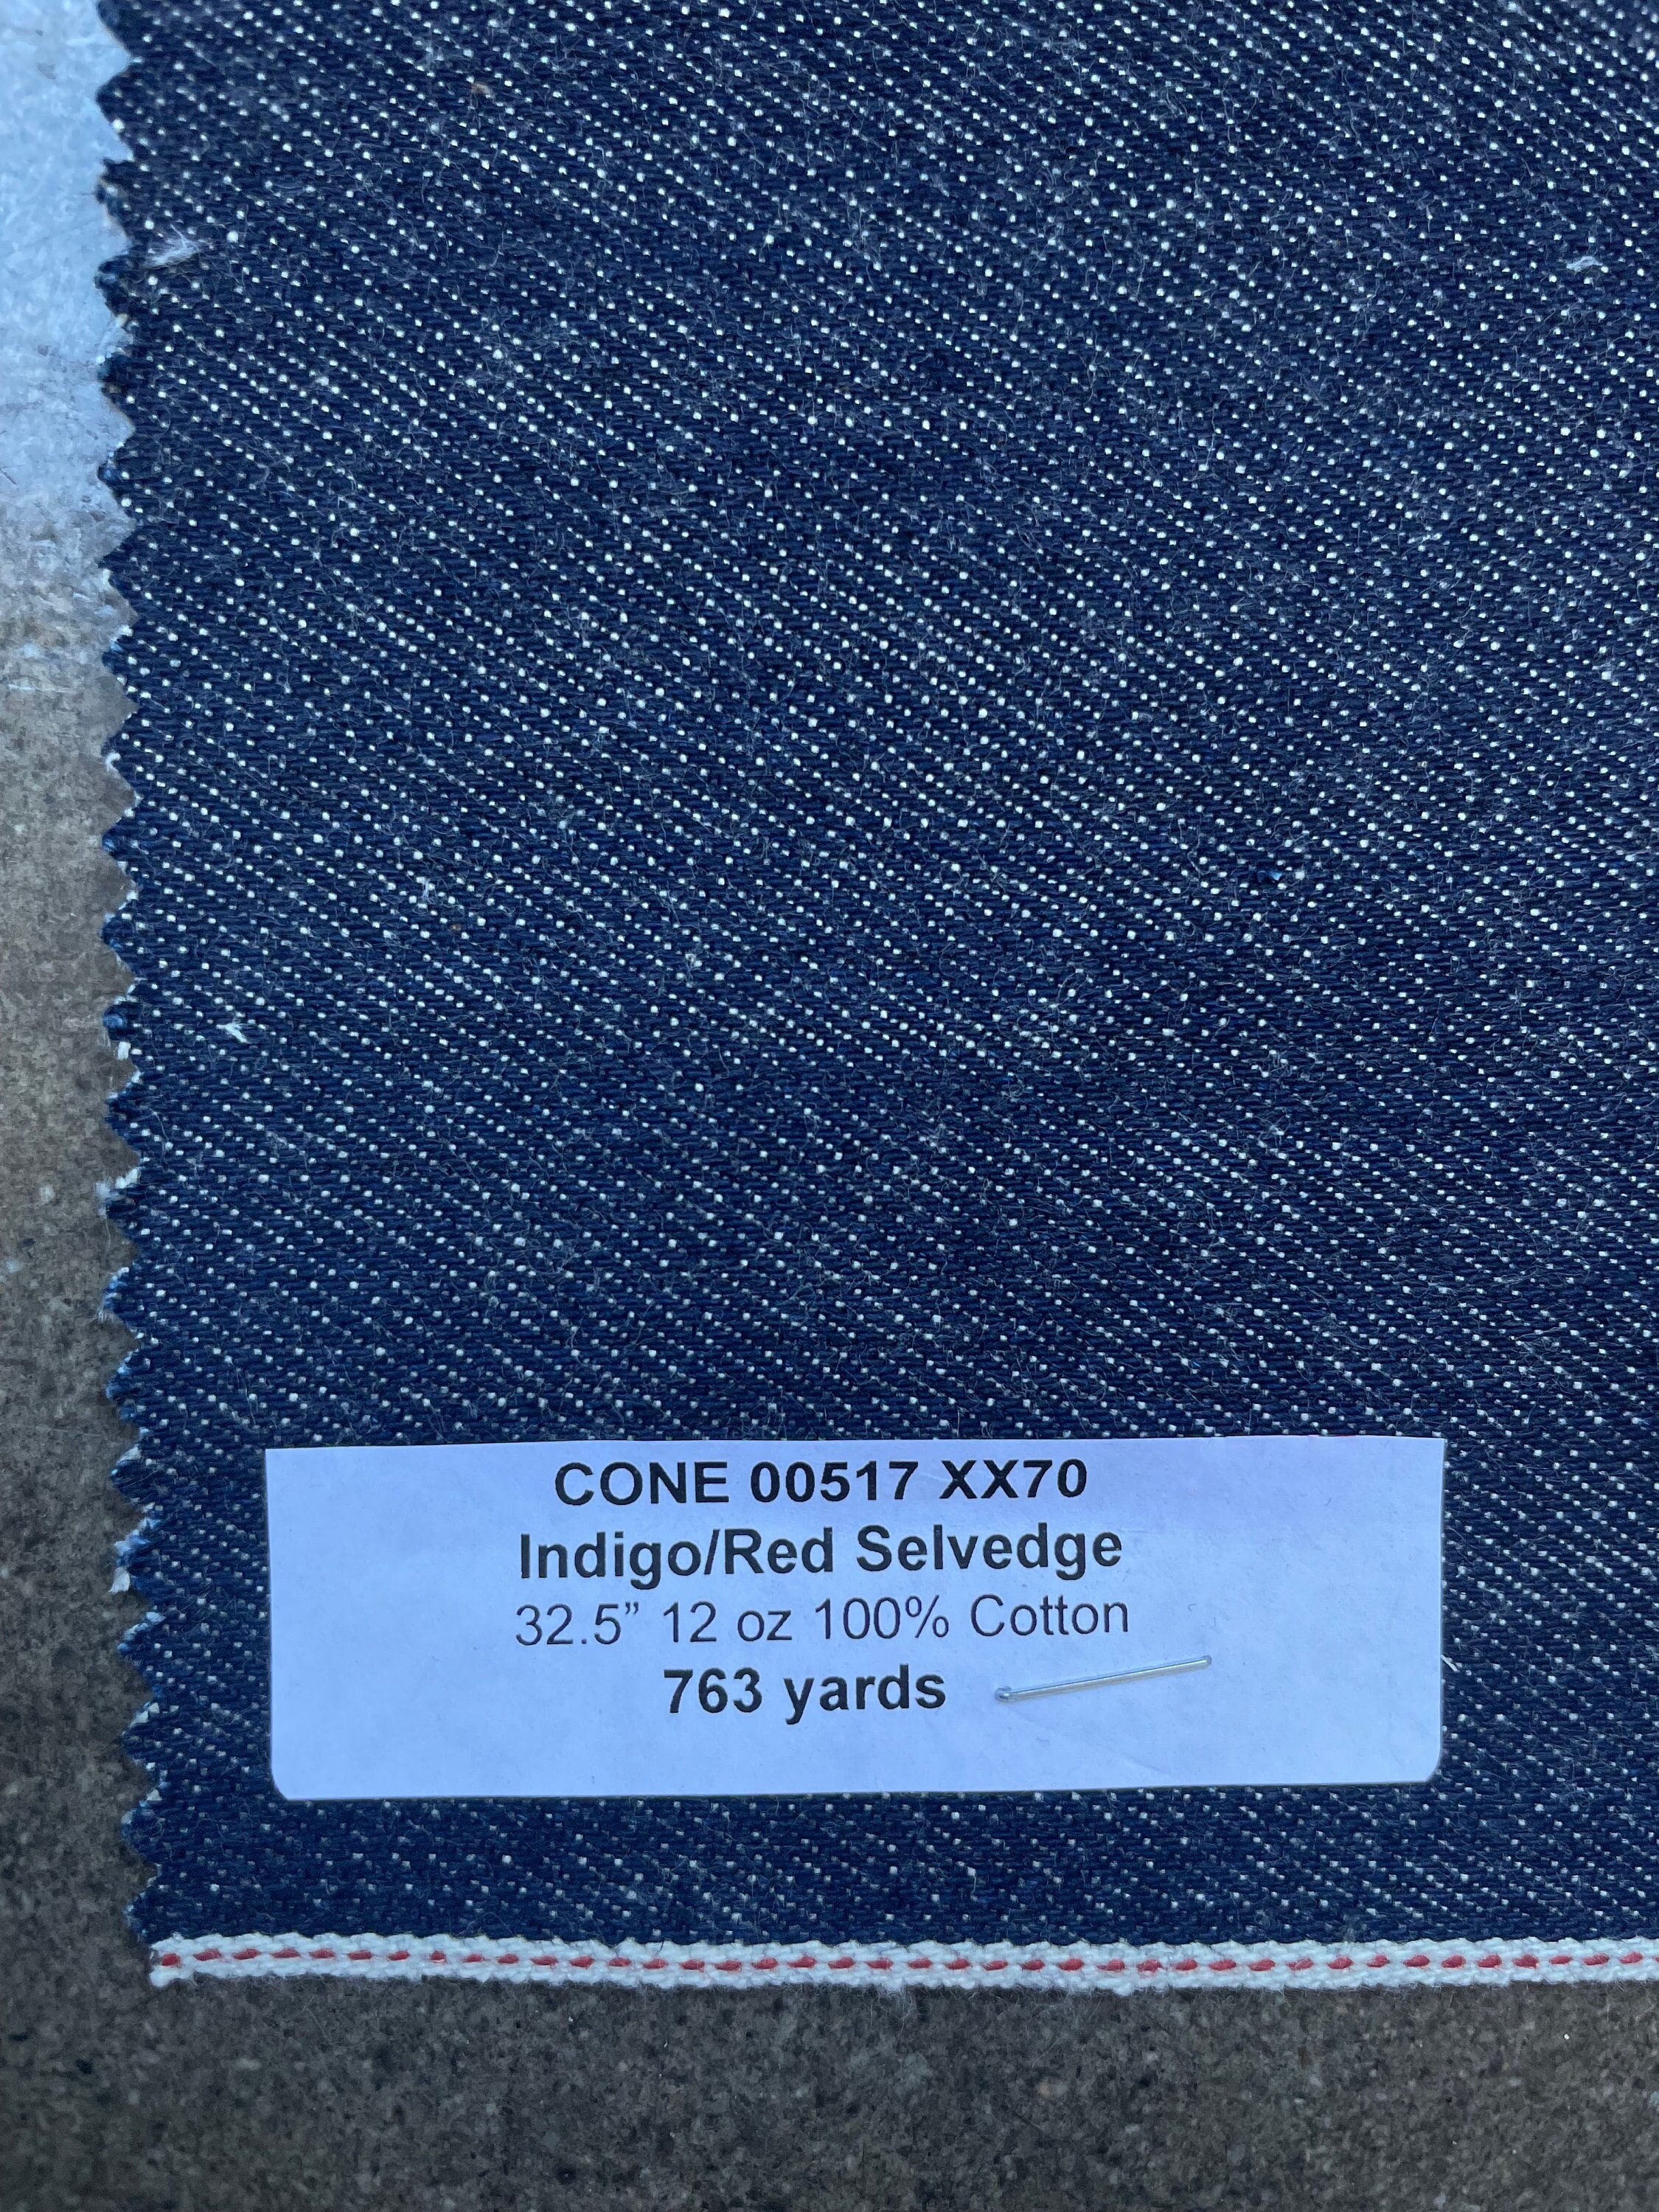 CONE 00517 XX70
Indigo/Red Selvedge
32.5” 12 oz 100% Cotton
763 yards